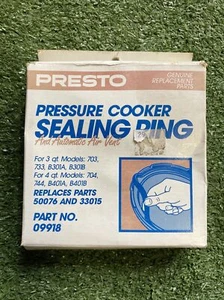 PRESTO
GENUINE
REPLACEMENT
PARTS
PRESSURE COOKER
SEALING RING
And Automatic Air Vent
For 3 qt. Models: 703,
733, B301A, B301B
For 4 qt. Models: 704,
744, B401A, B401B
REPLACES PARTS
50076 AND 33015
PART NO.
09918